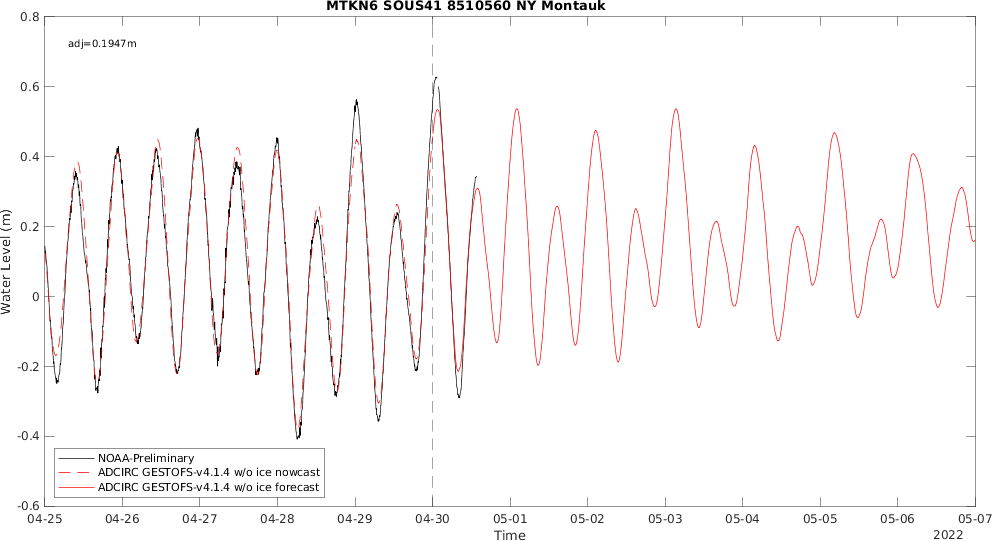 MTKN6 SOUS41 8510560 NY Montauk
adj=0.1947m
Water Level (m)
0.8
0.6
0.4
0.2
0
-0.2
-0.4
-0.6
NOAA-Preliminary
ADCIRC GESTOFS-v4.1.4 w/o ice nowcast
ADCIRC GESTOFS-v4.1.4 w/o ice forecast
04-25 04-26 04-27 04-28 04-29 04-30 05-01 05-02 05-03 05-04 05-05 05-06 05-07
Time
2022